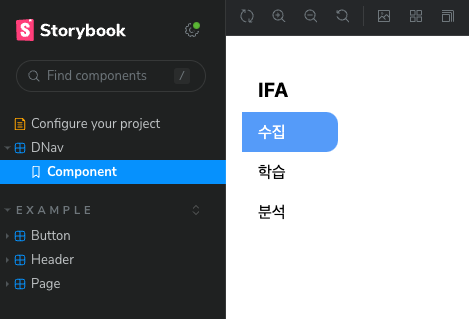 Storybook
Find components /
Configure your project
DNav
Component
EXAMPLE
Button
Header
Page
IFA
수집
학습
분석